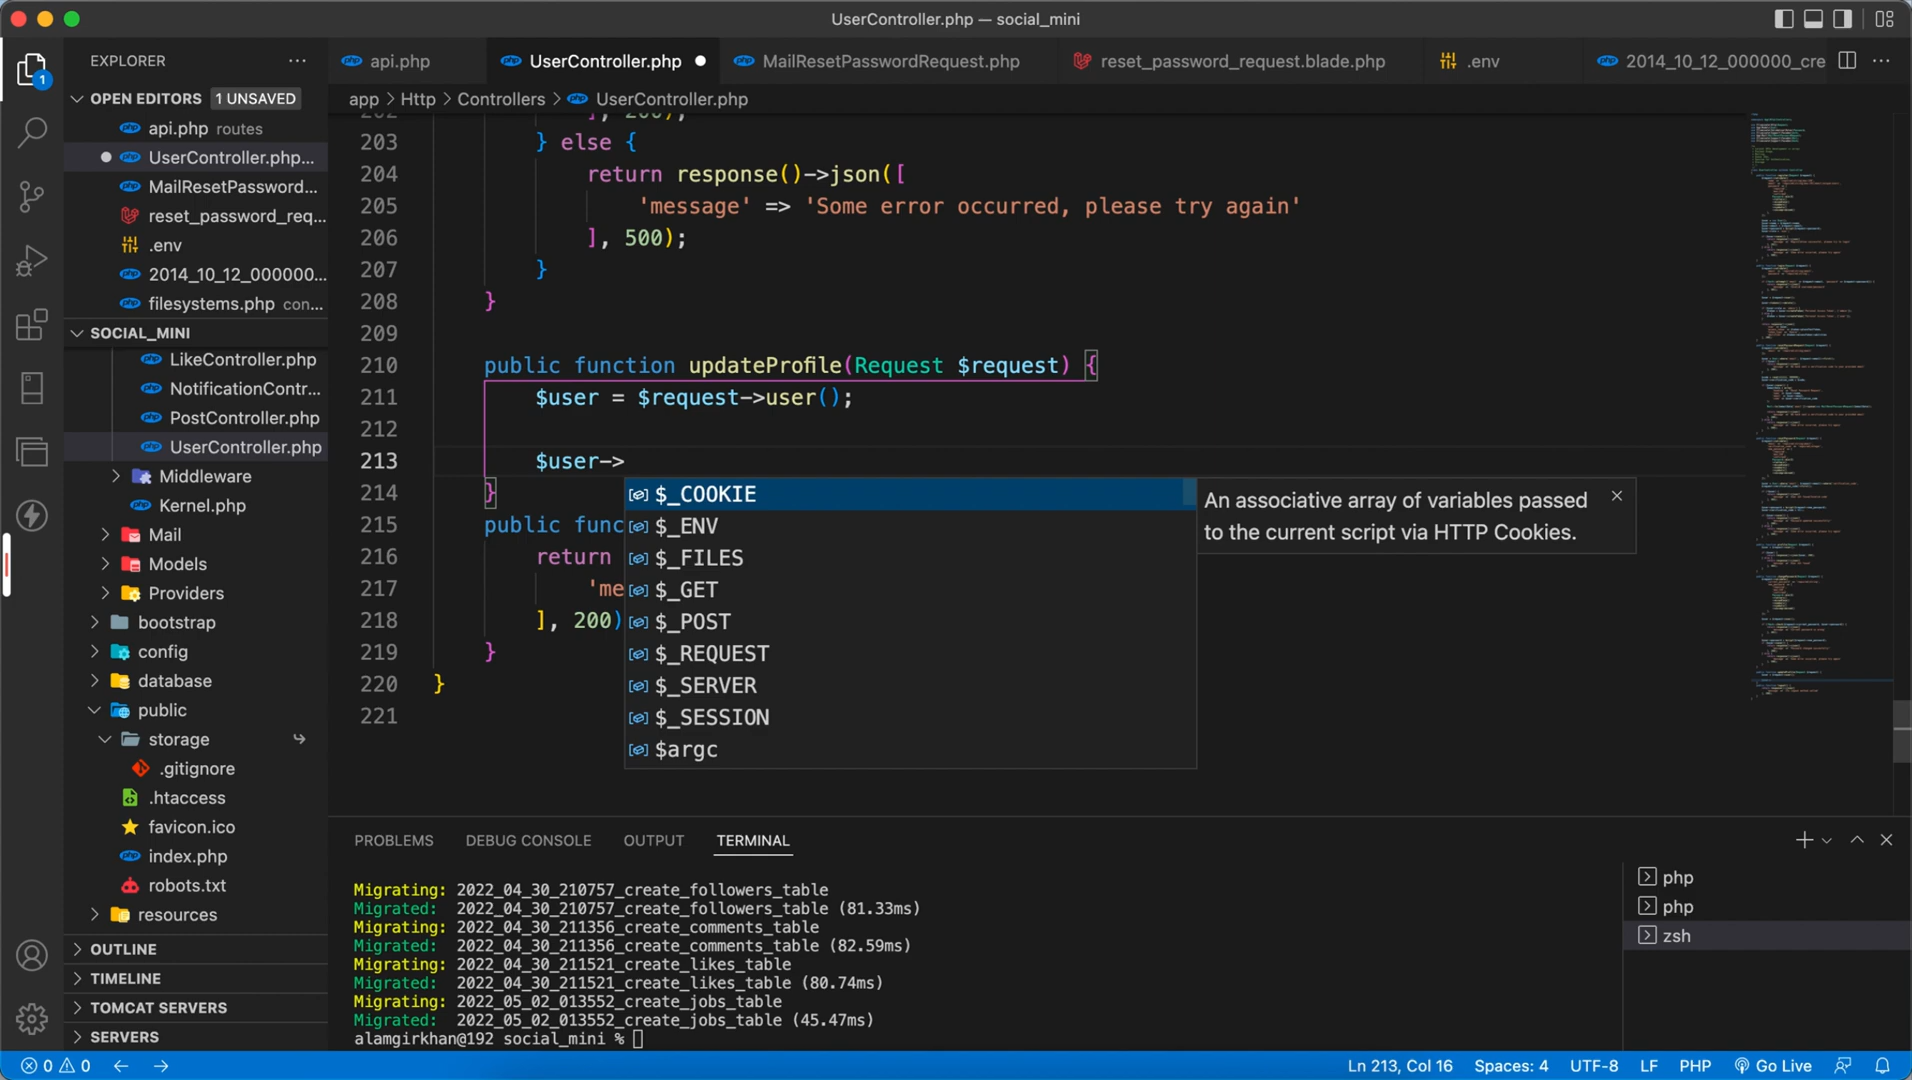 UserController.php — social_mini
EXPLORER
OPEN EDITORS 1 UNSAVED
api.php routes
UserController.php...
MailResetPassword...
reset_password_req...
.env
2014_10_12_000000...
filesystems.php con...
SOCIAL_MINI
LikeController.php
NotificationContr...
PostController.php
UserController.php
Middleware
Kernel.php
Mail
Models
Providers
bootstrap
config
database
public
storage
.gitignore
.htaccess
favicon.ico
index.php
robots.txt
resources
OUTLINE
TIMELINE
TOMCAT SERVERS
SERVERS
api.php
UserController.php
MailResetPasswordRequest.php
reset_password_request.blade.php
.env
2014_10_12_000000_cre
app > Http > Controllers > UserController.php
202 ], 200);
203 } else {
204 return response()->json([
205 'message' => 'Some error occurred, please try again'
206 ], 500);
207 }
208 }
209
210 public function updateProfile(Request $request) {
211 $user = $request->user();
212
213 $user->
214 }
215 public func
216 return
217 'me
218 ], 200)
219 }
220 }
221
$_COOKIE
$_ENV
$_FILES
$_GET
$_POST
$_REQUEST
$_SERVER
$_SESSION
$argc
An associative array of variables passed
to the current script via HTTP Cookies.
PROBLEMS DEBUG CONSOLE OUTPUT TERMINAL
Migrating: 2022_04_30_210757_create_followers_table
Migrated: 2022_04_30_210757_create_followers_table (81.33ms)
Migrating: 2022_04_30_211356_create_comments_table
Migrated: 2022_04_30_211356_create_comments_table (82.59ms)
Migrating: 2022_04_30_211521_create_likes_table
Migrated: 2022_04_30_211521_create_likes_table (80.74ms)
Migrating: 2022_05_02_013552_create_jobs_table
Migrated: 2022_05_02_013552_create_jobs_table (45.47ms)
alamgirkhan@192 social_mini %
php
php
zsh
1
0 0
Ln 213, Col 16 Spaces: 4 UTF-8 LF PHP Go Live